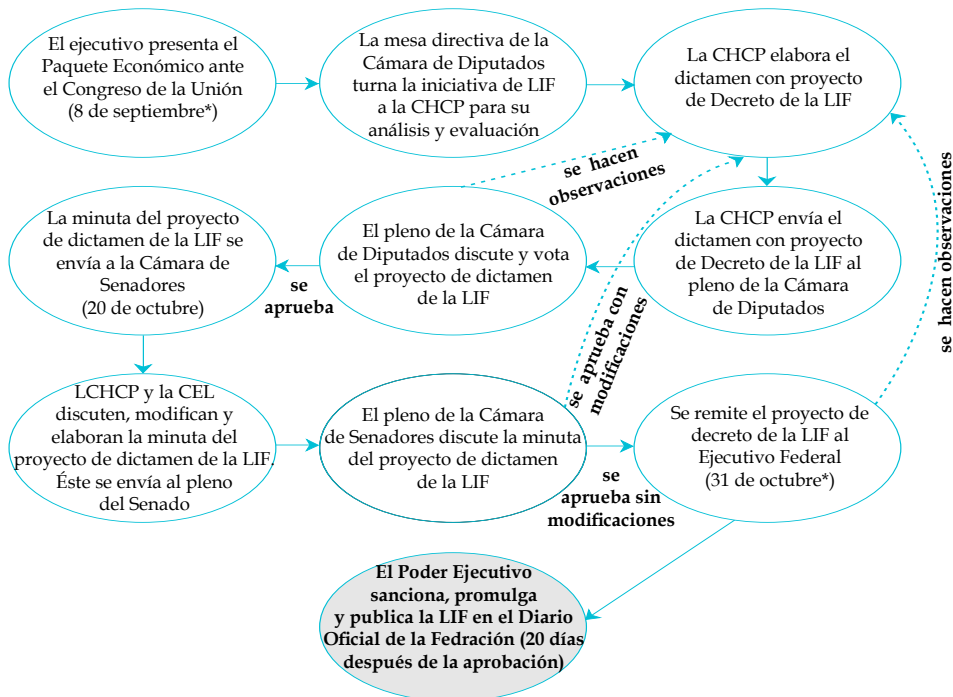 El ejecutivo presenta el
Paquete Económico ante
el Congreso de la Unión
(8 de septiembre*)
La mesa directiva de la
Cámara de Diputados
turna la iniciativa de LIF
a la CHCP para su
análisis y evaluación
La CHCP elabora el
dictamen con proyecto
de Decreto de la LIF
se hacen
observaciones
La CHCP envía el
dictamen con proyecto
de Decreto de la LIF al
pleno de la Cámara
de Diputados
El pleno de la Cámara
de Diputados discute y vota
el proyecto de dictamen
de la LIF
se
aprueba
La minuta del proyecto
de dictamen de la LIF se
envía a la Cámara de
Senadores
(20 de octubre)
LCHCP y la CEL
discuten, modifican y
elaboran la minuta del
proyecto de dictamen de la LIF.
Éste se envía al pleno
del Senado
El pleno de la Cámara
de Senadores discute la minuta
del proyecto de dictamen
de la LIF
se aprueba con
modificaciones
se
aprueba sin
modificaciones
Se remite el proyecto de
decreto de la LIF al
Ejecutivo Federal
(31 de octubre*)
se hacen observaciones
El Poder Ejecutivo
sanciona, promulga
y publica la LIF en el Diario
Oficial de la Fedración (20 días
después de la aprobación)